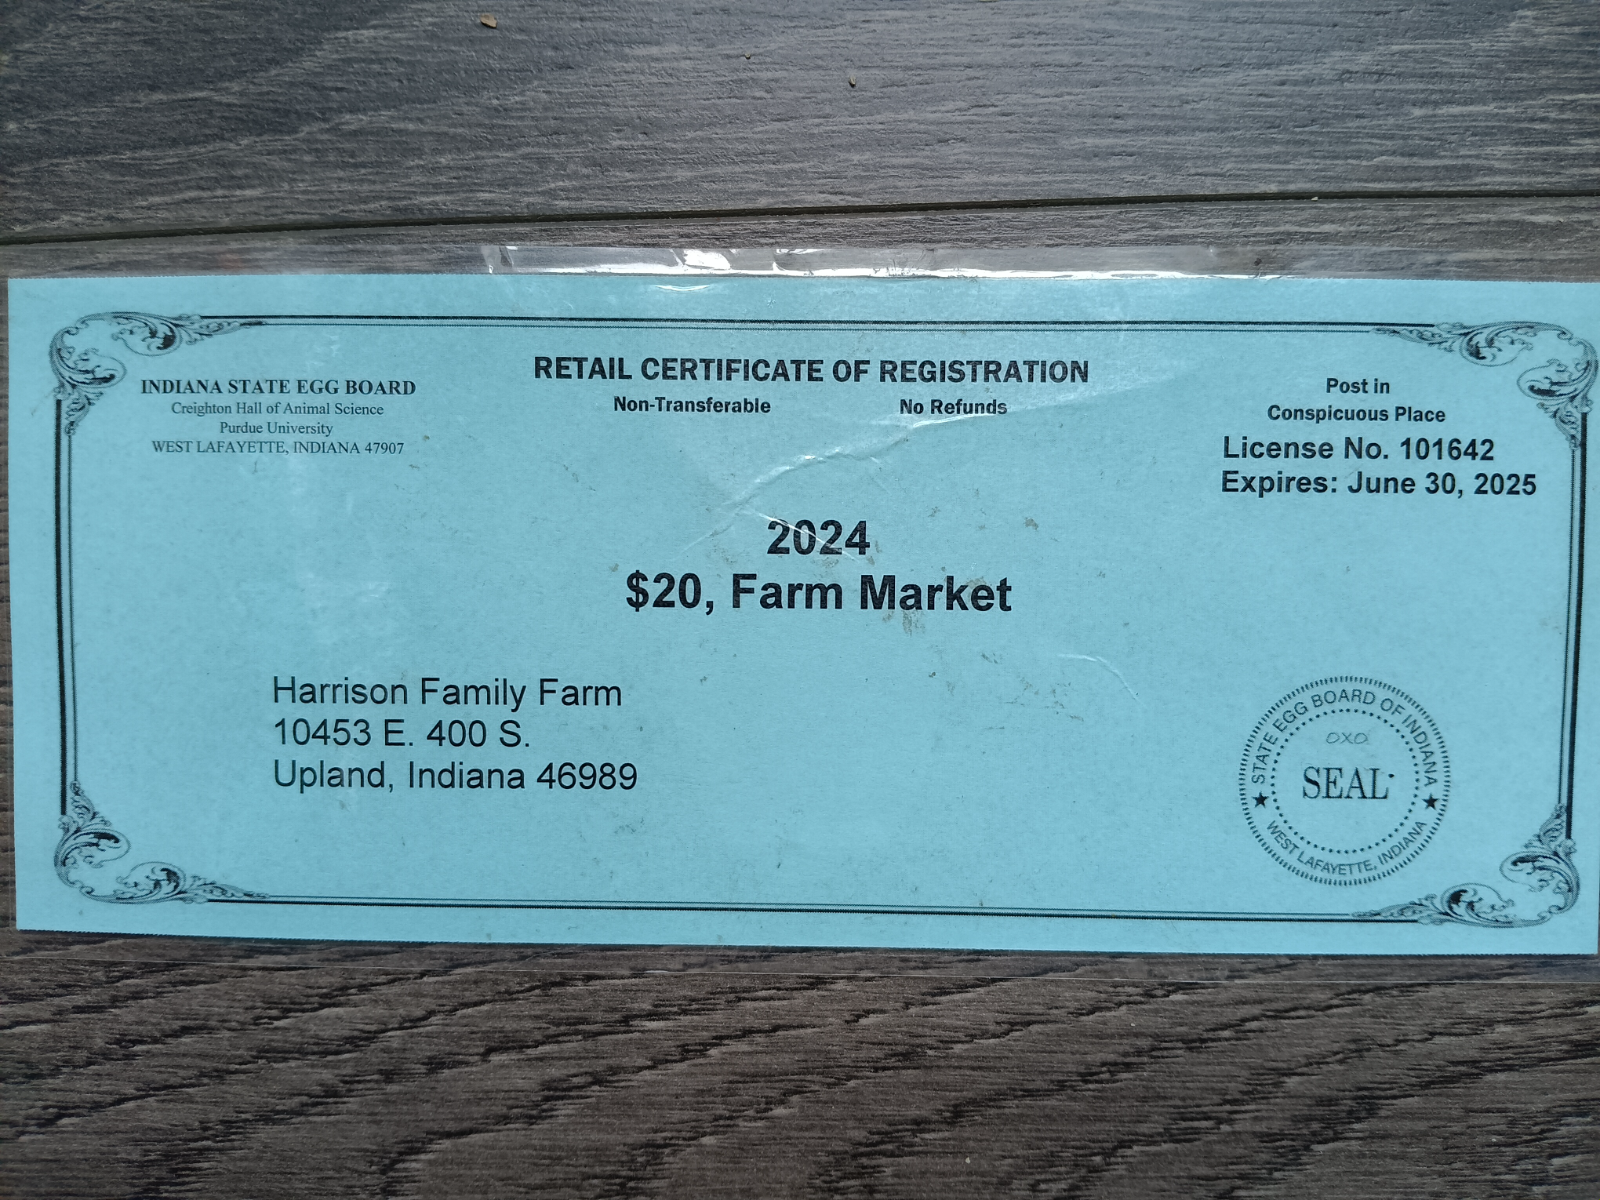 INDIANA STATE EGG BOARD
Creighton Hall of Animal Science
Purdue University
WEST LAFAYETTE, INDIANA 47907
RETAIL CERTIFICATE OF REGISTRATION
Non-Transferable No Refunds
Post in
Conspicuous Place
License No. 101642
Expires: June 30, 2025
2024
$20, Farm Market
Harrison Family Farm
10453 E. 400 S.
Upland, Indiana 46989
STATE EGG BOARD OF INDIANA
OXO
SEAL
WEST LAFAYETTE, INDIANA